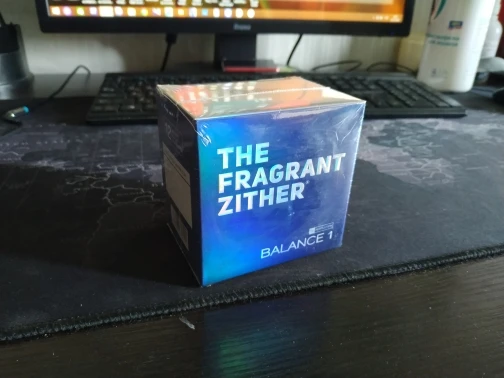 THE
FRAGRANT
ZITHER
BALANCE 1